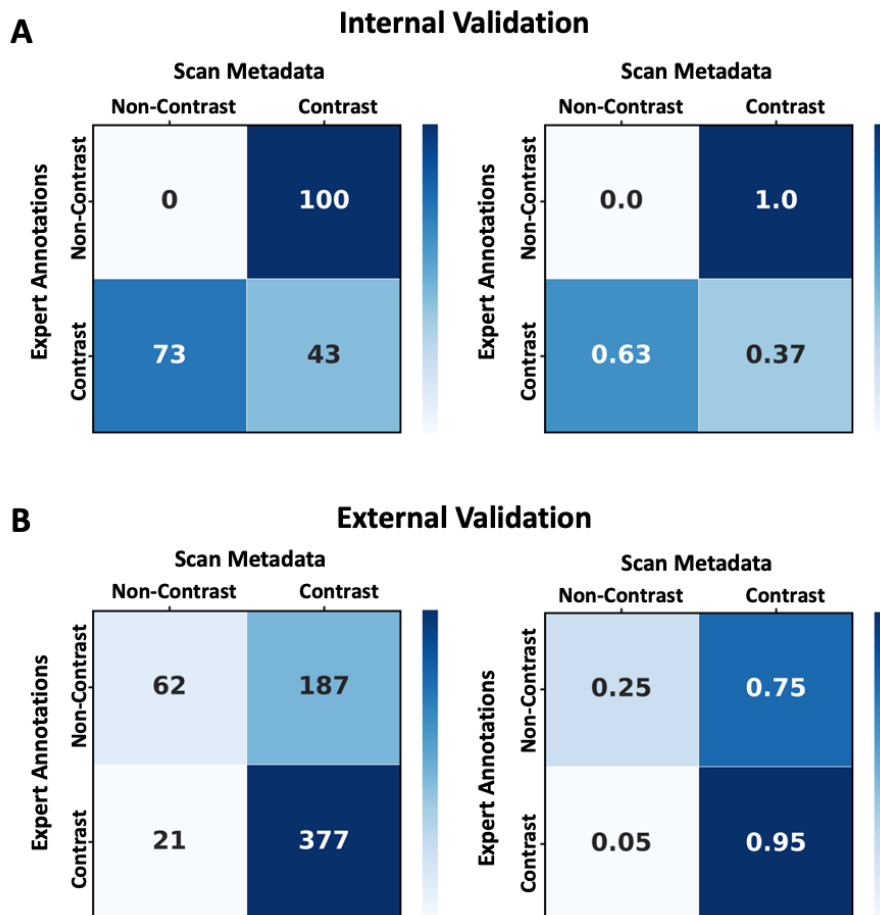 A
Internal Validation
Scan Metadata
Non-Contrast Contrast
Expert Annotations
Non-Contrast
Contrast
0 100
73 43
Scan Metadata
Non-Contrast Contrast
Expert Annotations
Non-Contrast
Contrast
0.0 1.0
0.63 0.37
B
External Validation
Scan Metadata
Non-Contrast Contrast
Expert Annotations
Non-Contrast
Contrast
62 187
21 377
Scan Metadata
Non-Contrast Contrast
Expert Annotations
Non-Contrast
Contrast
0.25 0.75
0.05 0.95